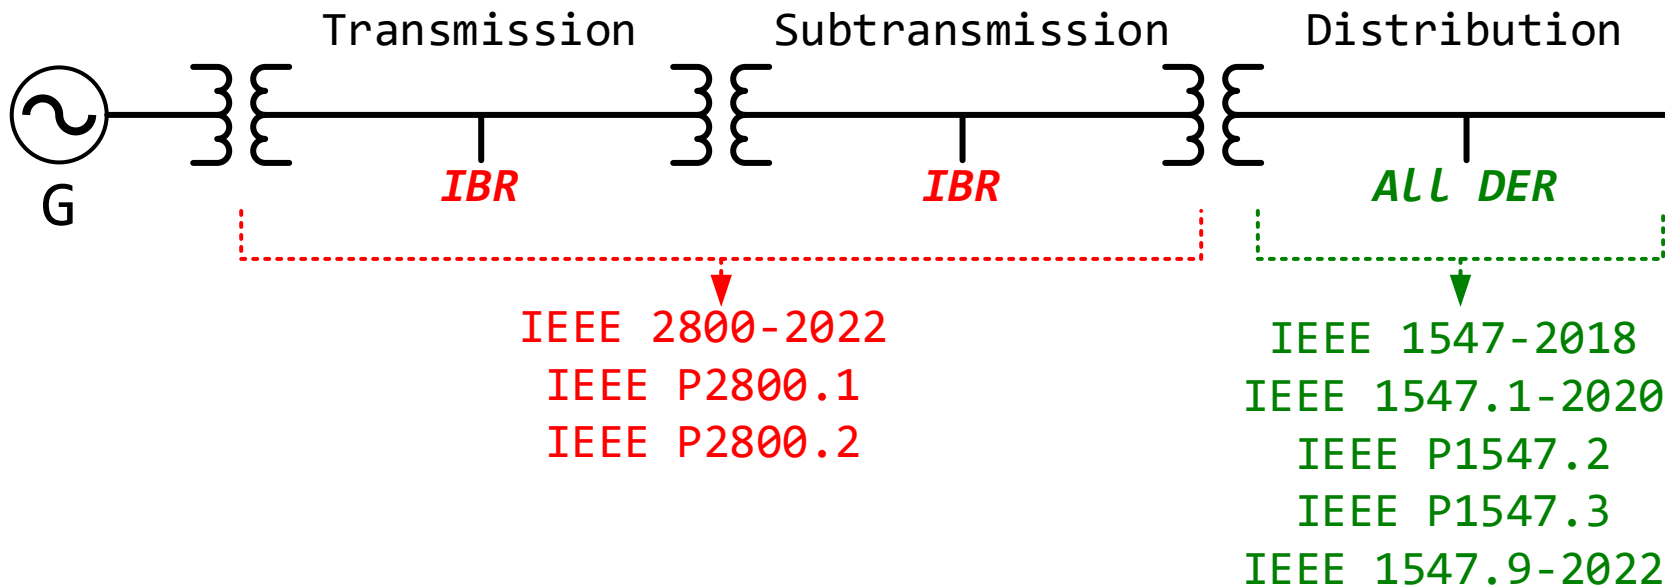 Transmission
Subtransmission
Distribution
G
IBR
IBR
All DER
IEEE 2800-2022
IEEE P2800.1
IEEE P2800.2
IEEE 1547-2018
IEEE 1547.1-2020
IEEE P1547.2
IEEE P1547.3
IEEE 1547.9-2022